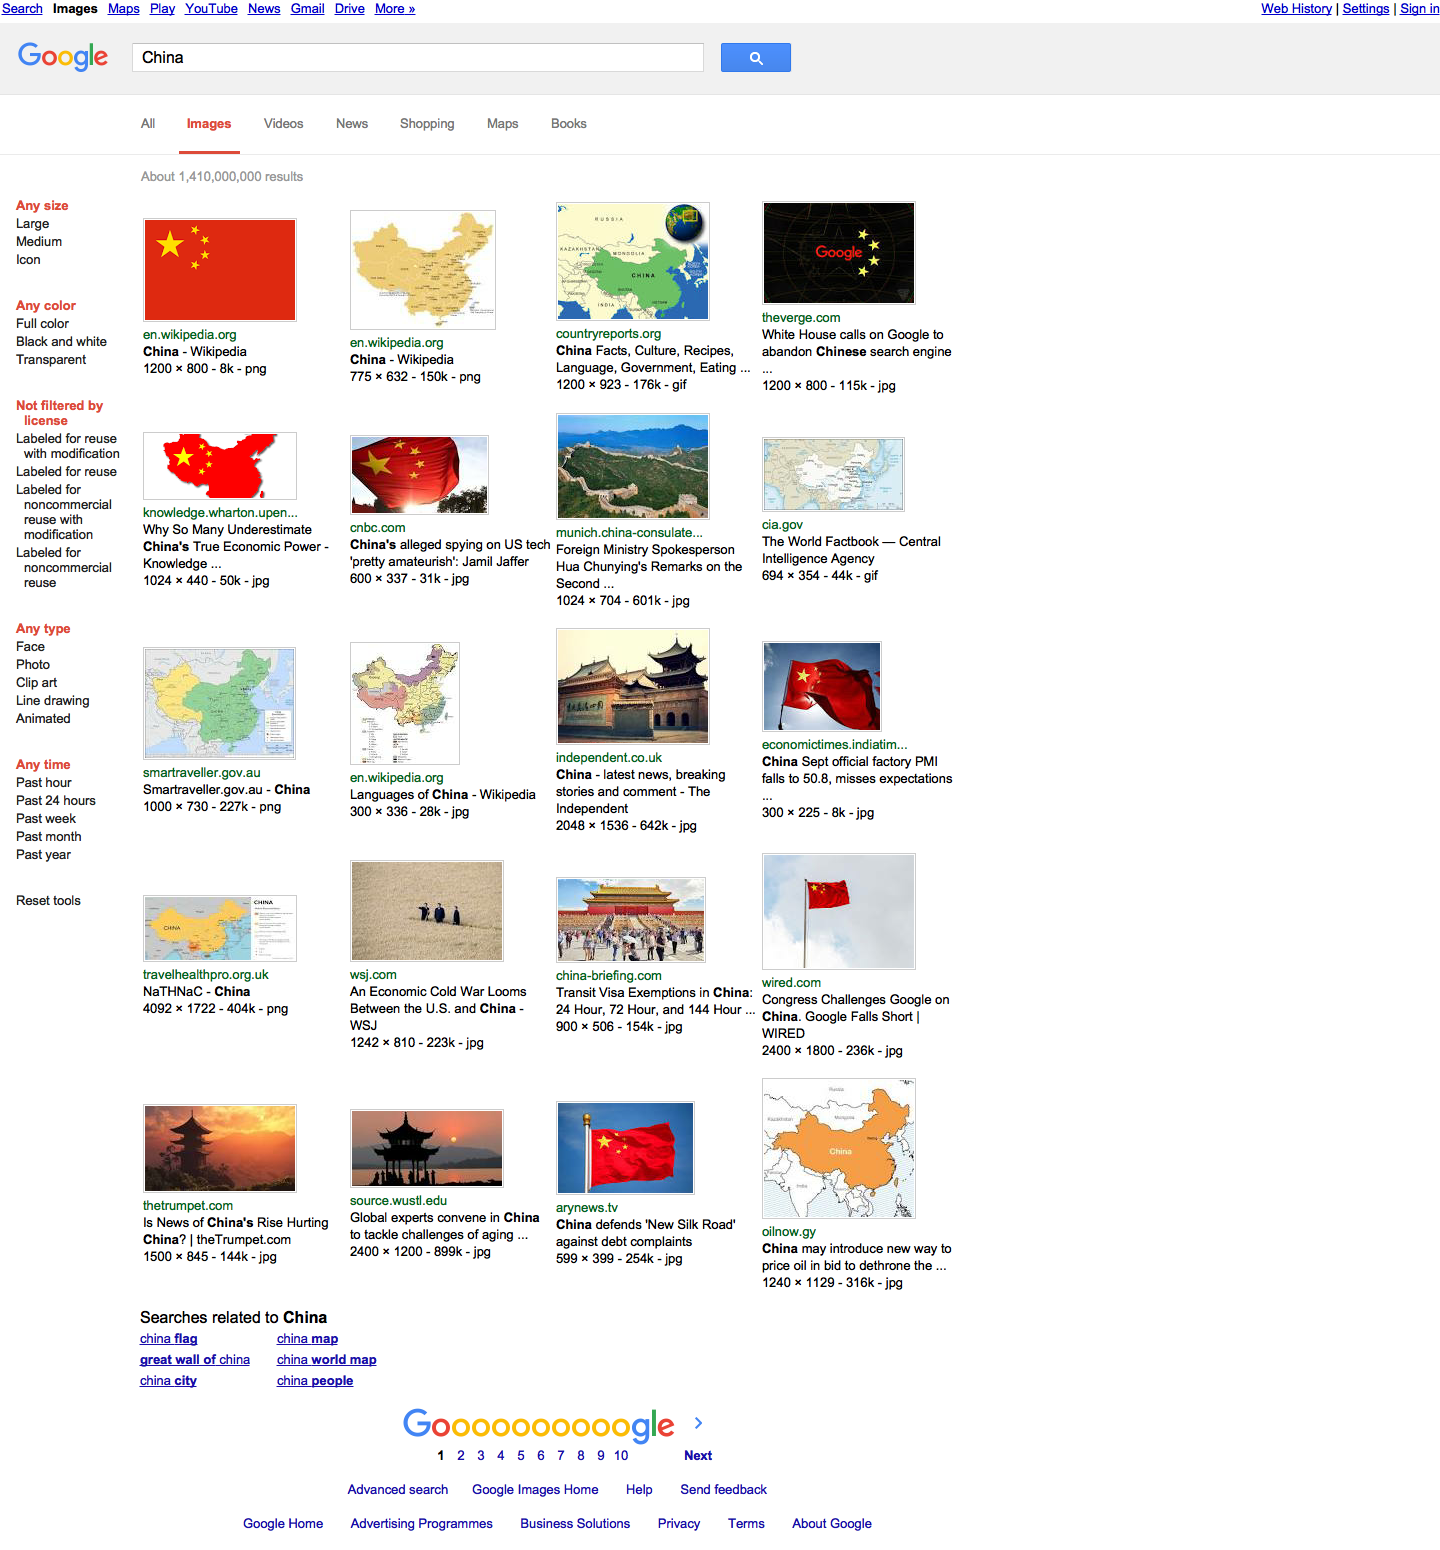 Search Images Maps Play YouTube News Gmail Drive More »
Web History | Settings | Sign in
Google
China
All Images Videos News Shopping Maps Books
About 1,410,000,000 results
Any size
Large
Medium
Icon
Any color
Full color
Black and white
Transparent
Not filtered by
license
Labeled for reuse
with modification
Labeled for reuse
Labeled for
noncommercial
reuse with
modification
Labeled for
noncommercial
reuse
Any type
Face
Photo
Clip art
Line drawing
Animated
Any time
Past hour
Past 24 hours
Past week
Past month
Past year
Reset tools
en.wikipedia.org
China - Wikipedia
1200 × 800 - 8k - png
en.wikipedia.org
China - Wikipedia
775 × 632 - 150k - png
RUSSIA
KAZAKHSTAN
MONGOLIA
CHINA
INDIA
countryreports.org
China Facts, Culture, Recipes,
Language, Government, Eating ...
1200 × 923 - 176k - gif
Google
theverge.com
White House calls on Google to
abandon Chinese search engine
...
1200 × 800 - 115k - jpg
knowledge.wharton.upen...
Why So Many Underestimate
China's True Economic Power -
Knowledge ...
1024 × 440 - 50k - jpg
cnbc.com
China's alleged spying on US tech
'pretty amateurish': Jamil Jaffer
600 × 337 - 31k - jpg
munich.china-consulate...
Foreign Ministry Spokesperson
Hua Chunying's Remarks on the
Second ...
1024 × 704 - 601k - jpg
cia.gov
The World Factbook — Central
Intelligence Agency
694 × 354 - 44k - gif
smartraveller.gov.au
Smartraveller.gov.au - China
1000 × 730 - 227k - png
en.wikipedia.org
Languages of China - Wikipedia
300 × 336 - 28k - jpg
independent.co.uk
China - latest news, breaking
stories and comment - The
Independent
2048 × 1536 - 642k - jpg
economictimes.indiatim...
China Sept official factory PMI
falls to 50.8, misses expectations
...
300 × 225 - 8k - jpg
CHINA
CHINA
travelhealthpro.org.uk
NaTHNaC - China
4092 × 1722 - 404k - png
wsj.com
An Economic Cold War Looms
Between the U.S. and China -
WSJ
1242 × 810 - 223k - jpg
china-briefing.com
Transit Visa Exemptions in China:
24 Hour, 72 Hour, and 144 Hour ...
900 × 506 - 154k - jpg
wired.com
Congress Challenges Google on
China. Google Falls Short |
WIRED
2400 × 1800 - 236k - jpg
thetrumpet.com
Is News of China's Rise Hurting
China? | theTrumpet.com
1500 × 845 - 144k - jpg
source.wustl.edu
Global experts convene in China
to tackle challenges of aging ...
2400 × 1200 - 899k - jpg
arynews.tv
China defends 'New Silk Road'
against debt complaints
599 × 399 - 254k - jpg
Russia
Kazakhstan
Mongolia
China
India
oilnow.gy
China may introduce new way to
price oil in bid to dethrone the ...
1240 × 1129 - 316k - jpg
Searches related to China
china flag china map
great wall of china china world map
china city china people
Goooooooooogle
1 2 3 4 5 6 7 8 9 10 Next
Advanced search Google Images Home Help Send feedback
Google Home Advertising Programmes Business Solutions Privacy Terms About Google